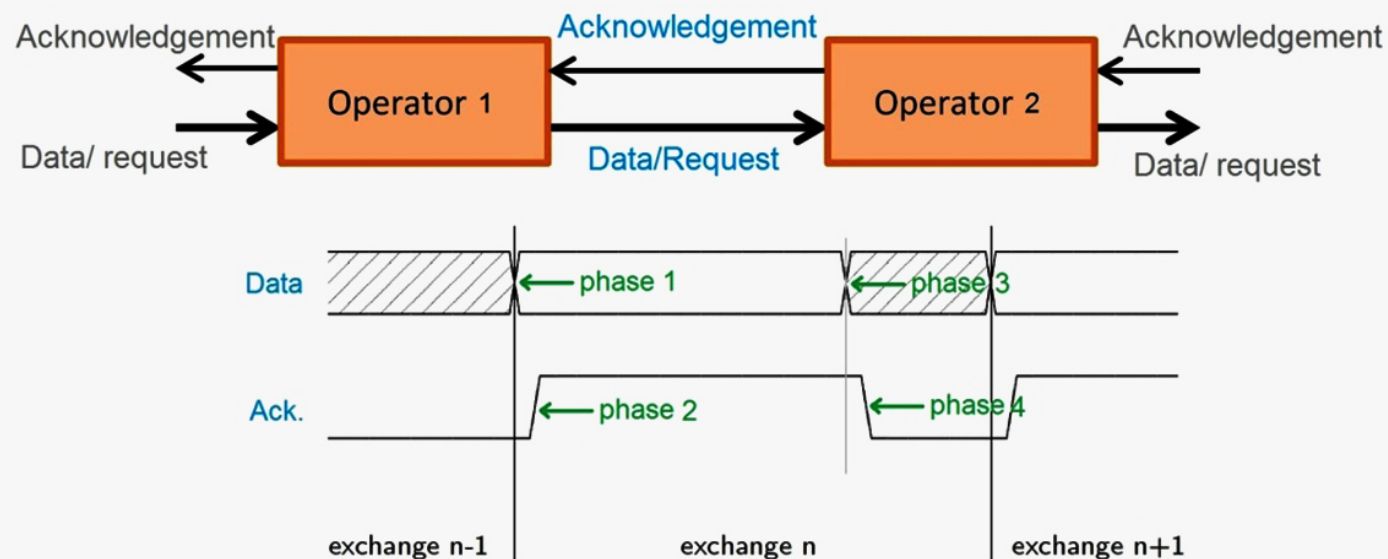 Acknowledgement
Acknowledgement
Acknowledgement
Operator 1
Operator 2
Data/ request
Data/Request
Data/ request
Data
phase 1
phase 3
Ack.
phase 2
phase 4
exchange n-1
exchange n
exchange n+1